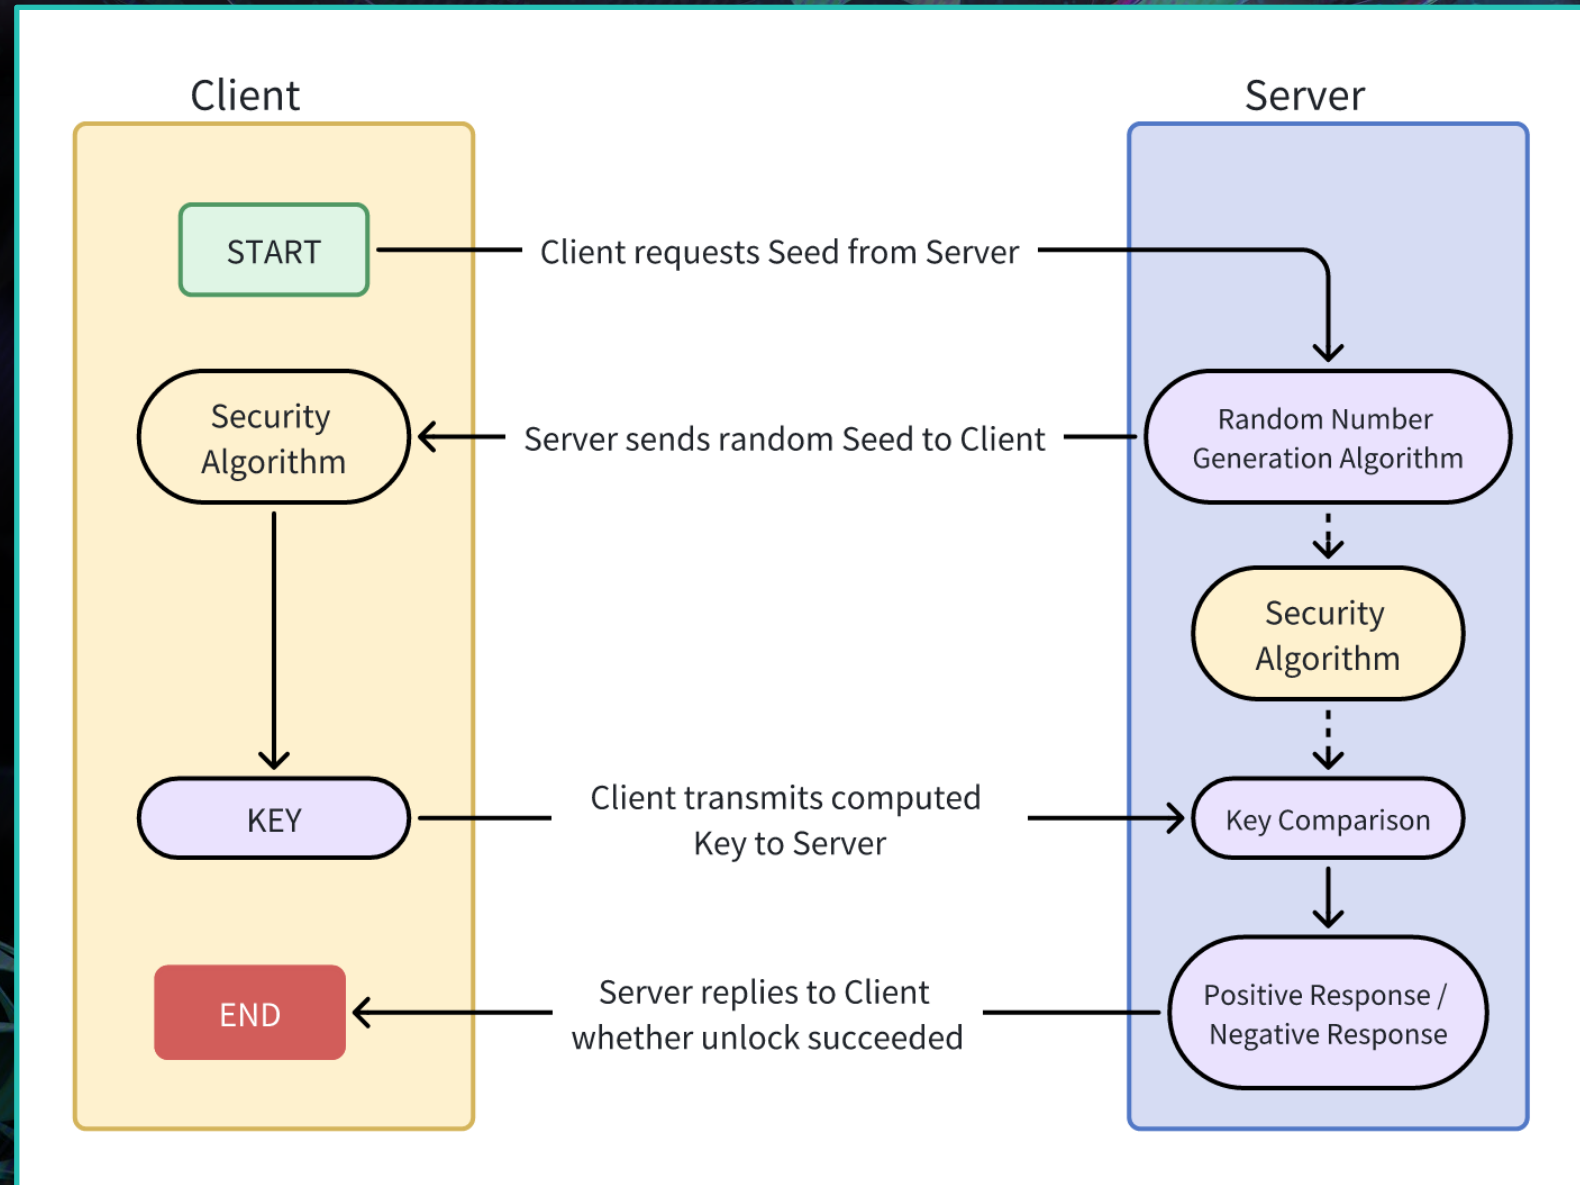 Client
Server
START
Client requests Seed from Server
Security
Algorithm
Server sends random Seed to Client
Random Number
Generation Algorithm
Security
Algorithm
KEY
Client transmits computed
Key to Server
Key Comparison
END
Server replies to Client
whether unlock succeeded
Positive Response /
Negative Response